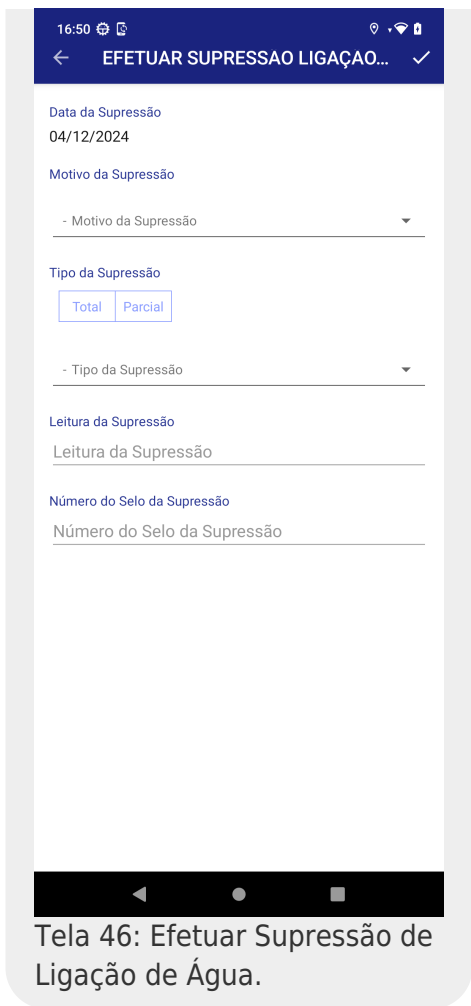 16:50
EFETUAR SUPRESSAO LIGAÇAO...
Data da Supressão
04/12/2024
Motivo da Supressão
- Motivo da Supressão
Tipo da Supressão
Total Parcial
- Tipo da Supressão
Leitura da Supressão
Leitura da Supressão
Número do Selo da Supressão
Número do Selo da Supressão
Tela 46: Efetuar Supressão de
Ligação de Água.